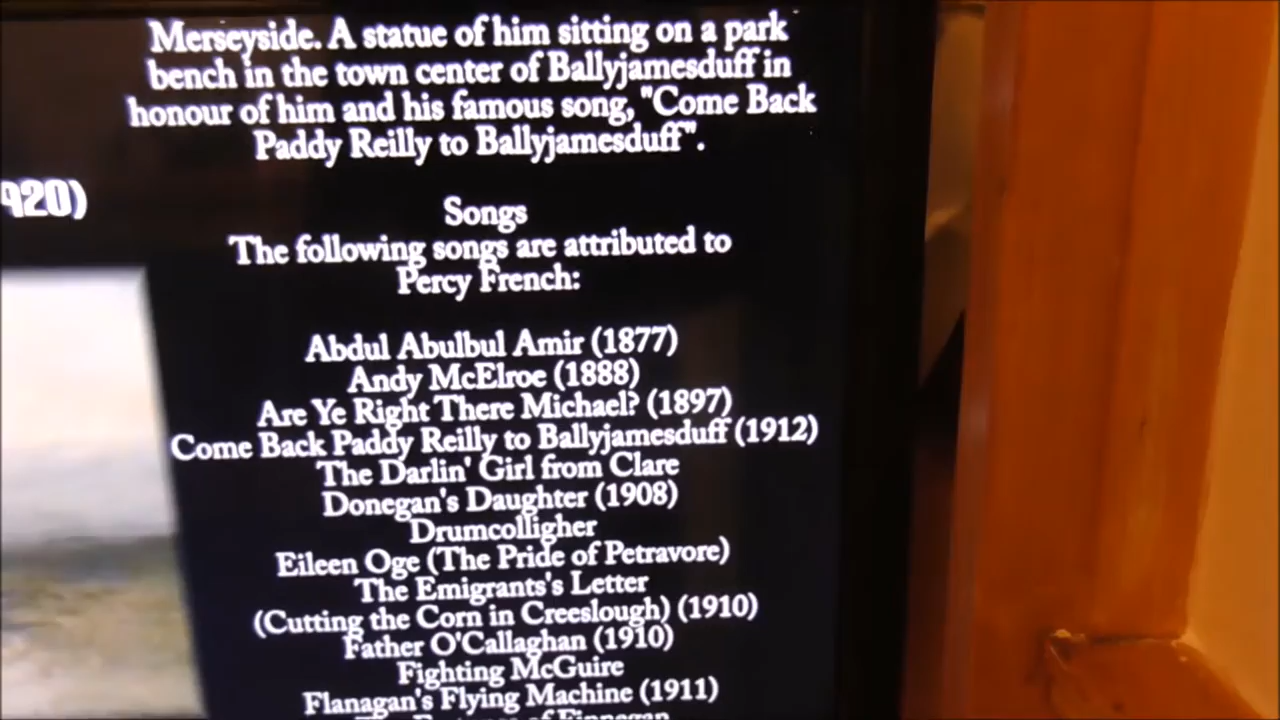 Merseyside. A statue of him sitting on a park
bench in the town center of Ballyjamesduff in
honour of him and his famous song, "Come Back
Paddy Reilly to Ballyjamesduff".
920)
Songs
The following songs are attributed to
Percy French:
Abdul Abulbul Amir (1877)
Andy McElroe (1888)
Are Ye Right There Michael? (1897)
Come Back Paddy Reilly to Ballyjamesduff (1912)
The Darlin' Girl from Clare
Donegan's Daughter (1908)
Drumcolligher
Eileen Oge (The Pride of Petravore)
The Emigrants's Letter
(Cutting the Corn in Creeslough) (1910)
Father O'Callaghan (1910)
Fighting McGuire
Flanagan's Flying Machine (1911)
The Fortunes of Finnegan